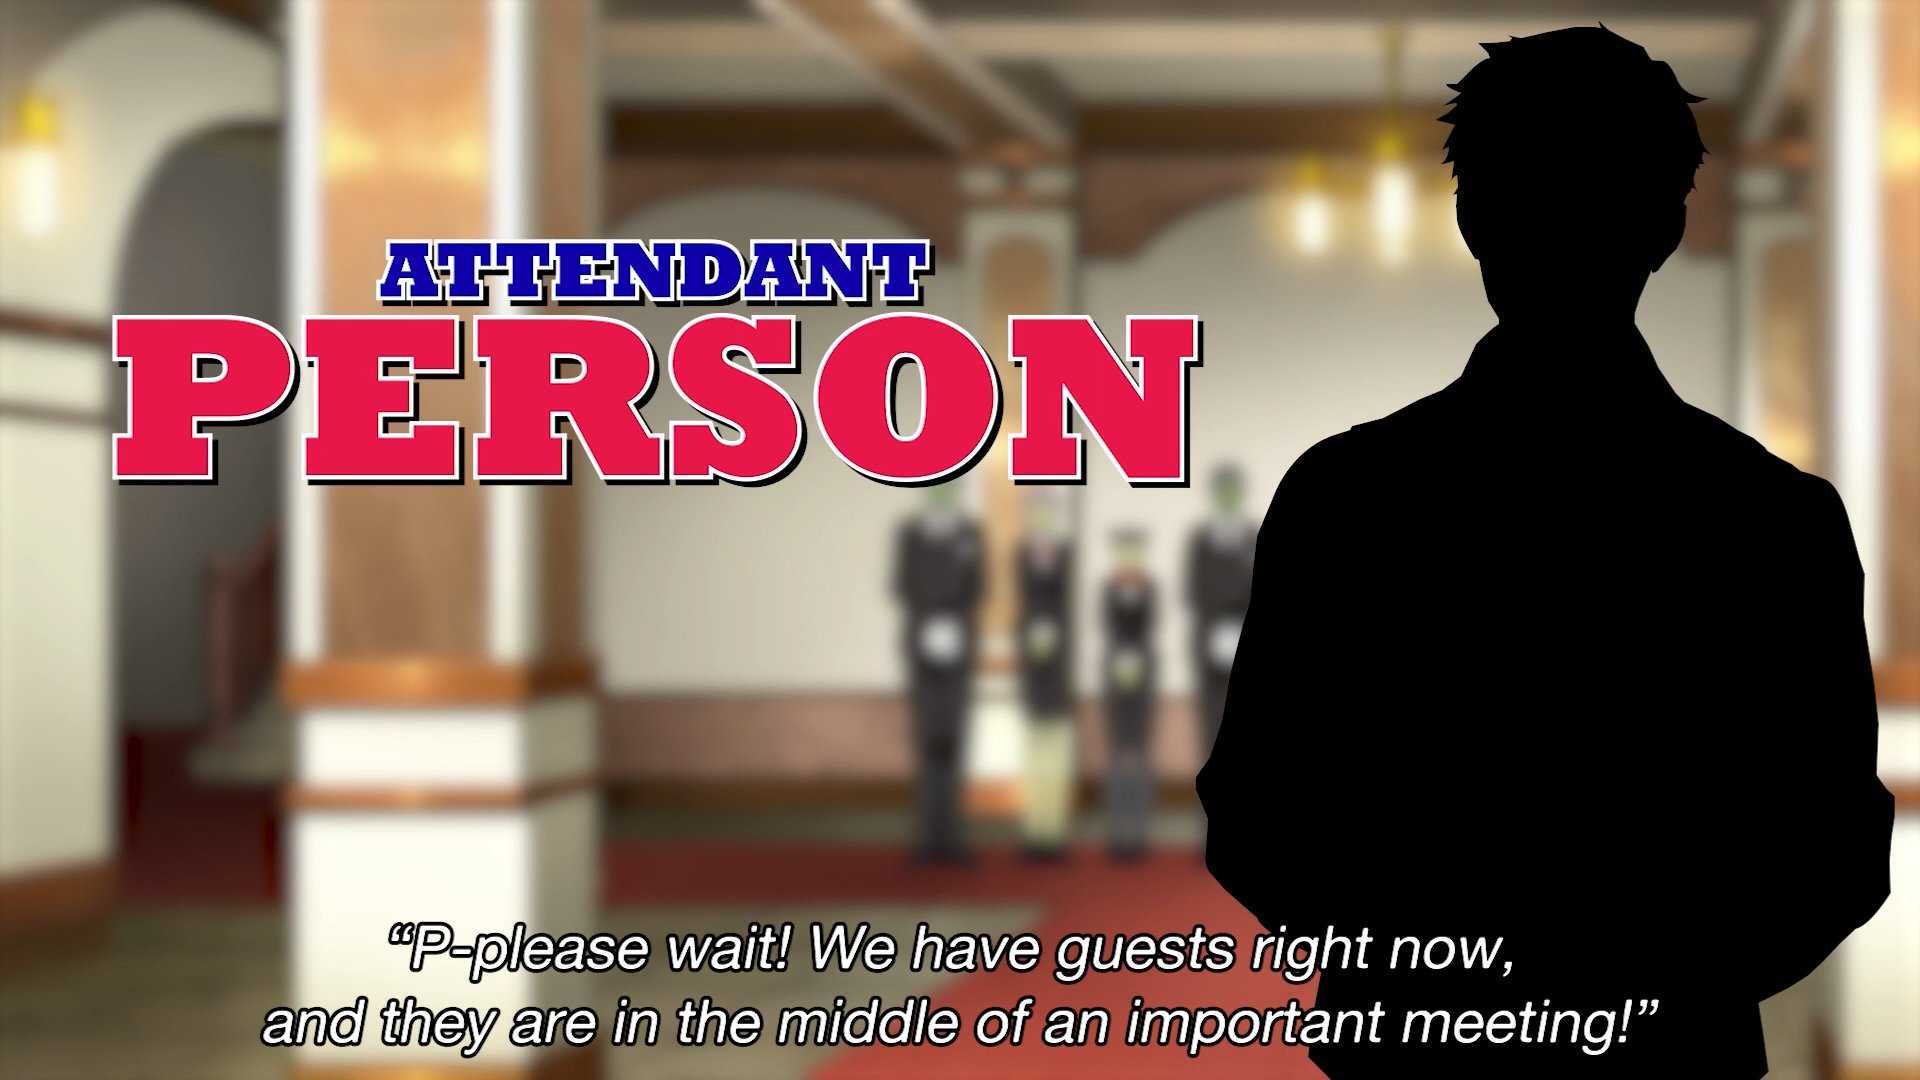 ATTENDANT
PERSON
“P-please wait! We have guests right now,
and they are in the middle of an important meeting!”